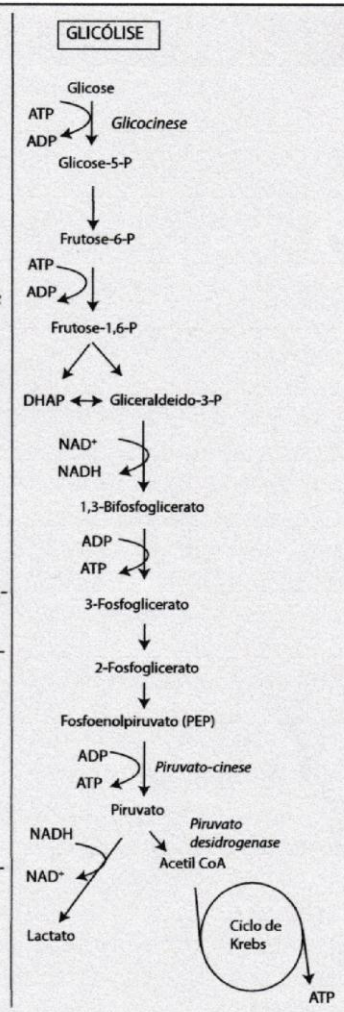 GLICÓLISE
Glicose
ATP
Glicocinese
ADP
Glicose-5-P
Frutose-6-P
ATP
ADP
Frutose-1,6-P
DHAP
Gliceraldeido-3-P
NAD+
NADH
1,3-Bifosfoglicerato
ADP
ATP
3-Fosfoglicerato
2-Fosfoglicerato
Fosfoenolpiruvato (PEP)
ADP
Piruvato-cinese
ATP
Piruvato
NADH
Piruvato
desidrogenase
Acetil CoA
NAD+
Lactato
Ciclo de
Krebs
ATP